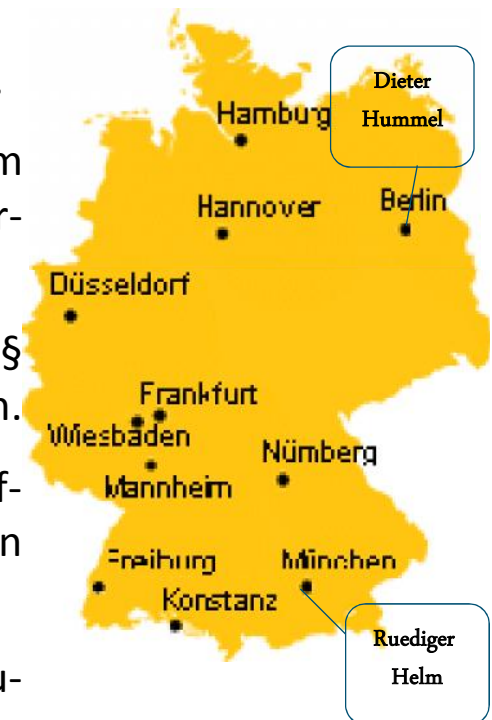 Dieter
Hummel
Hamburg
m
Hannover
Berlin
r-
Düsseldorf
§
Frankfurt
n.
Wiesbaden
Nürnberg
Mannheim
f-
n
Freiburg
München
Konstanz
Ruediger
Helm
u-